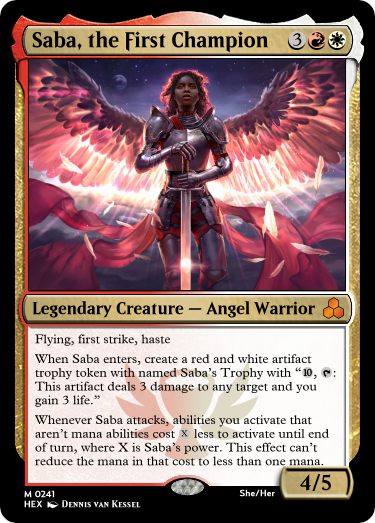 Saba, the First Champion 3
Legendary Creature — Angel Warrior
Flying, first strike, haste
When Saba enters, create a red and white artifact
trophy token with named Saba's Trophy with “10, :
This artifact deals 3 damage to any target and you
gain 3 life.”
Whenever Saba attacks, abilities you activate
that aren't mana abilities cost X less to activate until end
of turn, where X is Saba's power. This effect can't
reduce the mana in that cost to less than one mana.
4/5
M 0241 She/Her
HEX Dennis van Kessel